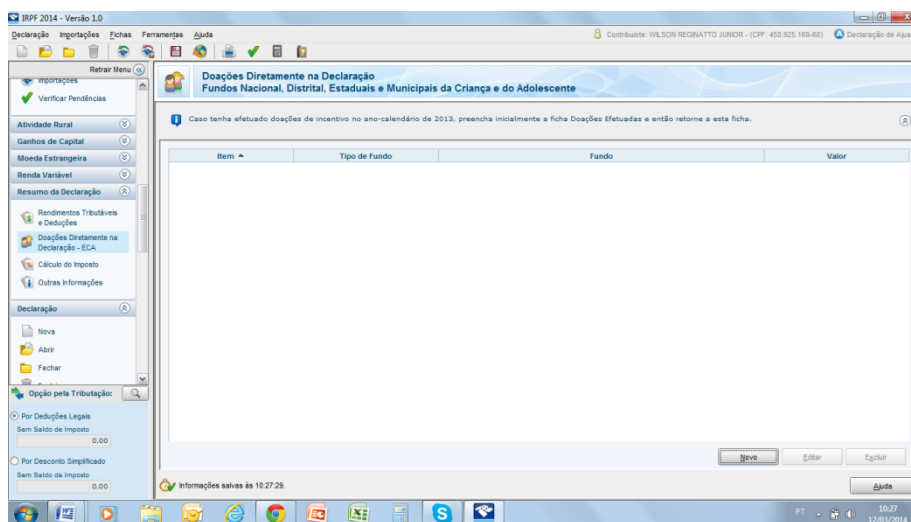 IRPF 2014 - Versão 1.0
Declaração Importações Fichas Ferramentas Ajuda
Contribuinte: WILSON REGINATTO JUNIOR - (CPF: 450.925.169-68) Declaração de Ajus
Retrair Menu
Importações
Verificar Pendências
Atividade Rural
Ganhos de Capital
Moeda Estrangeira
Renda Variável
Resumo da Declaração
Rendimentos Tributáveis
e Deduções
Doações Diretamente na
Declaração - ECA
Cálculo do Imposto
Outras Informações
Declaração
Nova
Abrir
Fechar
Opção pela Tributação:
Por Deduções Legais
Sem Saldo de Imposto
0,00
Por Desconto Simplificado
Sem Saldo de Imposto
0,00
Doações Diretamente na Declaração
Fundos Nacional, Distrital, Estaduais e Municipais da Criança e do Adolescente
Caso tenha efetuado doações de incentivo no ano-calendário de 2013, preencha inicialmente a ficha Doações Efetuadas e então retorne a esta ficha.
Item Tipo de Fundo Fundo Valor
Novo Editar Excluir
Informações salvas às 10:27:29.
Ajuda
PT 10:27
12/03/2014